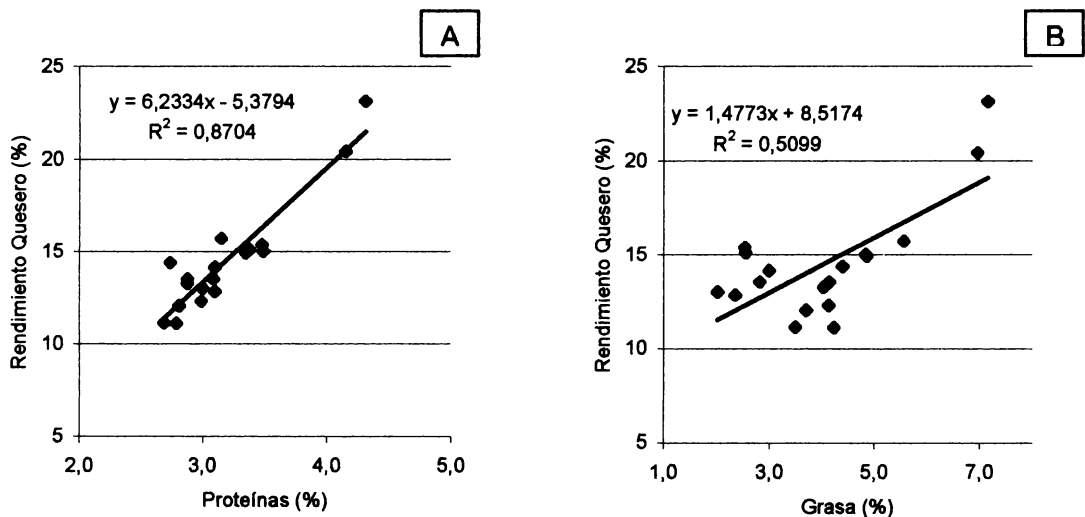 A
25
20
15
10
5
Rendimiento Quesero (%)
y = 6,2334x - 5,3794
R² = 0,8704
2,0 3,0 4,0 5,0
Proteínas (%)
B
25
20
15
10
5
Rendimiento Quesero (%)
y = 1,4773x + 8,5174
R² = 0,5099
1,0 3,0 5,0 7,0
Grasa (%)